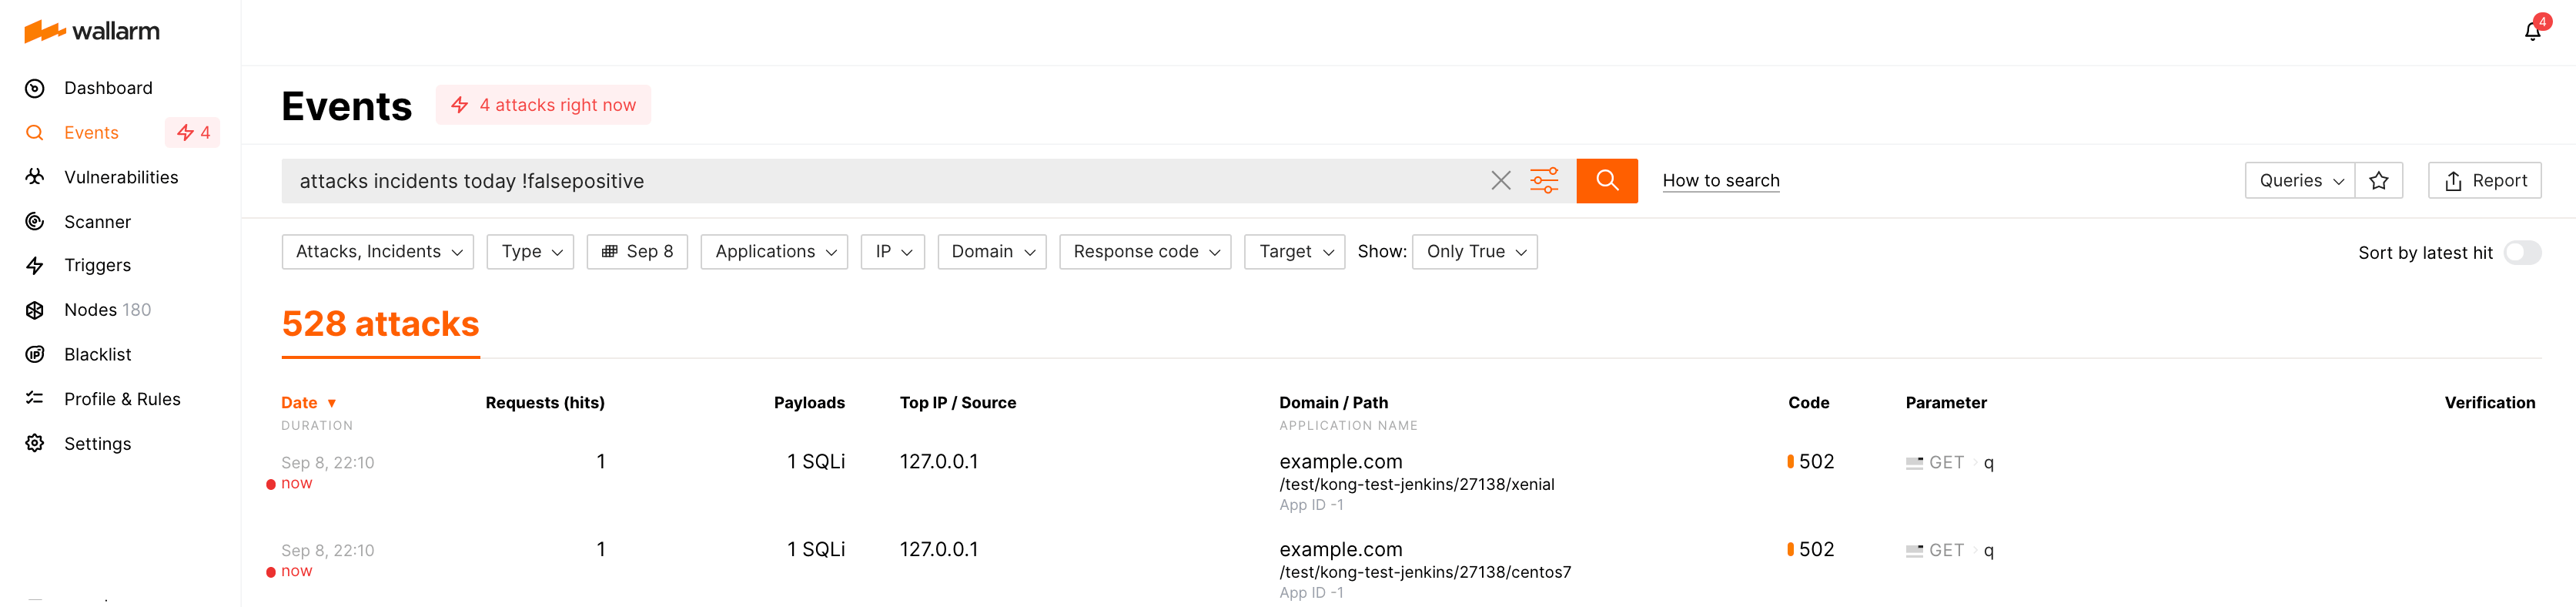 wallarm
4
Dashboard
Events 4
Vulnerabilities
Scanner
Triggers
Nodes 180
Blacklist
Profile & Rules
Settings
Events 4 attacks right now
attacks incidents today !falsepositive How to search Queries Report
Attacks, Incidents Type Sep 8 Applications IP Domain Response code Target Show: Only True Sort by latest hit
528 attacks
Date ▼ Requests (hits) Payloads Top IP / Source Domain / Path Code Parameter Verification
DURATION APPLICATION NAME
Sep 8, 22:10 1 1 SQLi 127.0.0.1 example.com 502 GET › q
now /test/kong-test-jenkins/27138/xenial
App ID -1
Sep 8, 22:10 1 1 SQLi 127.0.0.1 example.com 502 GET › q
now /test/kong-test-jenkins/27138/centos7
App ID -1